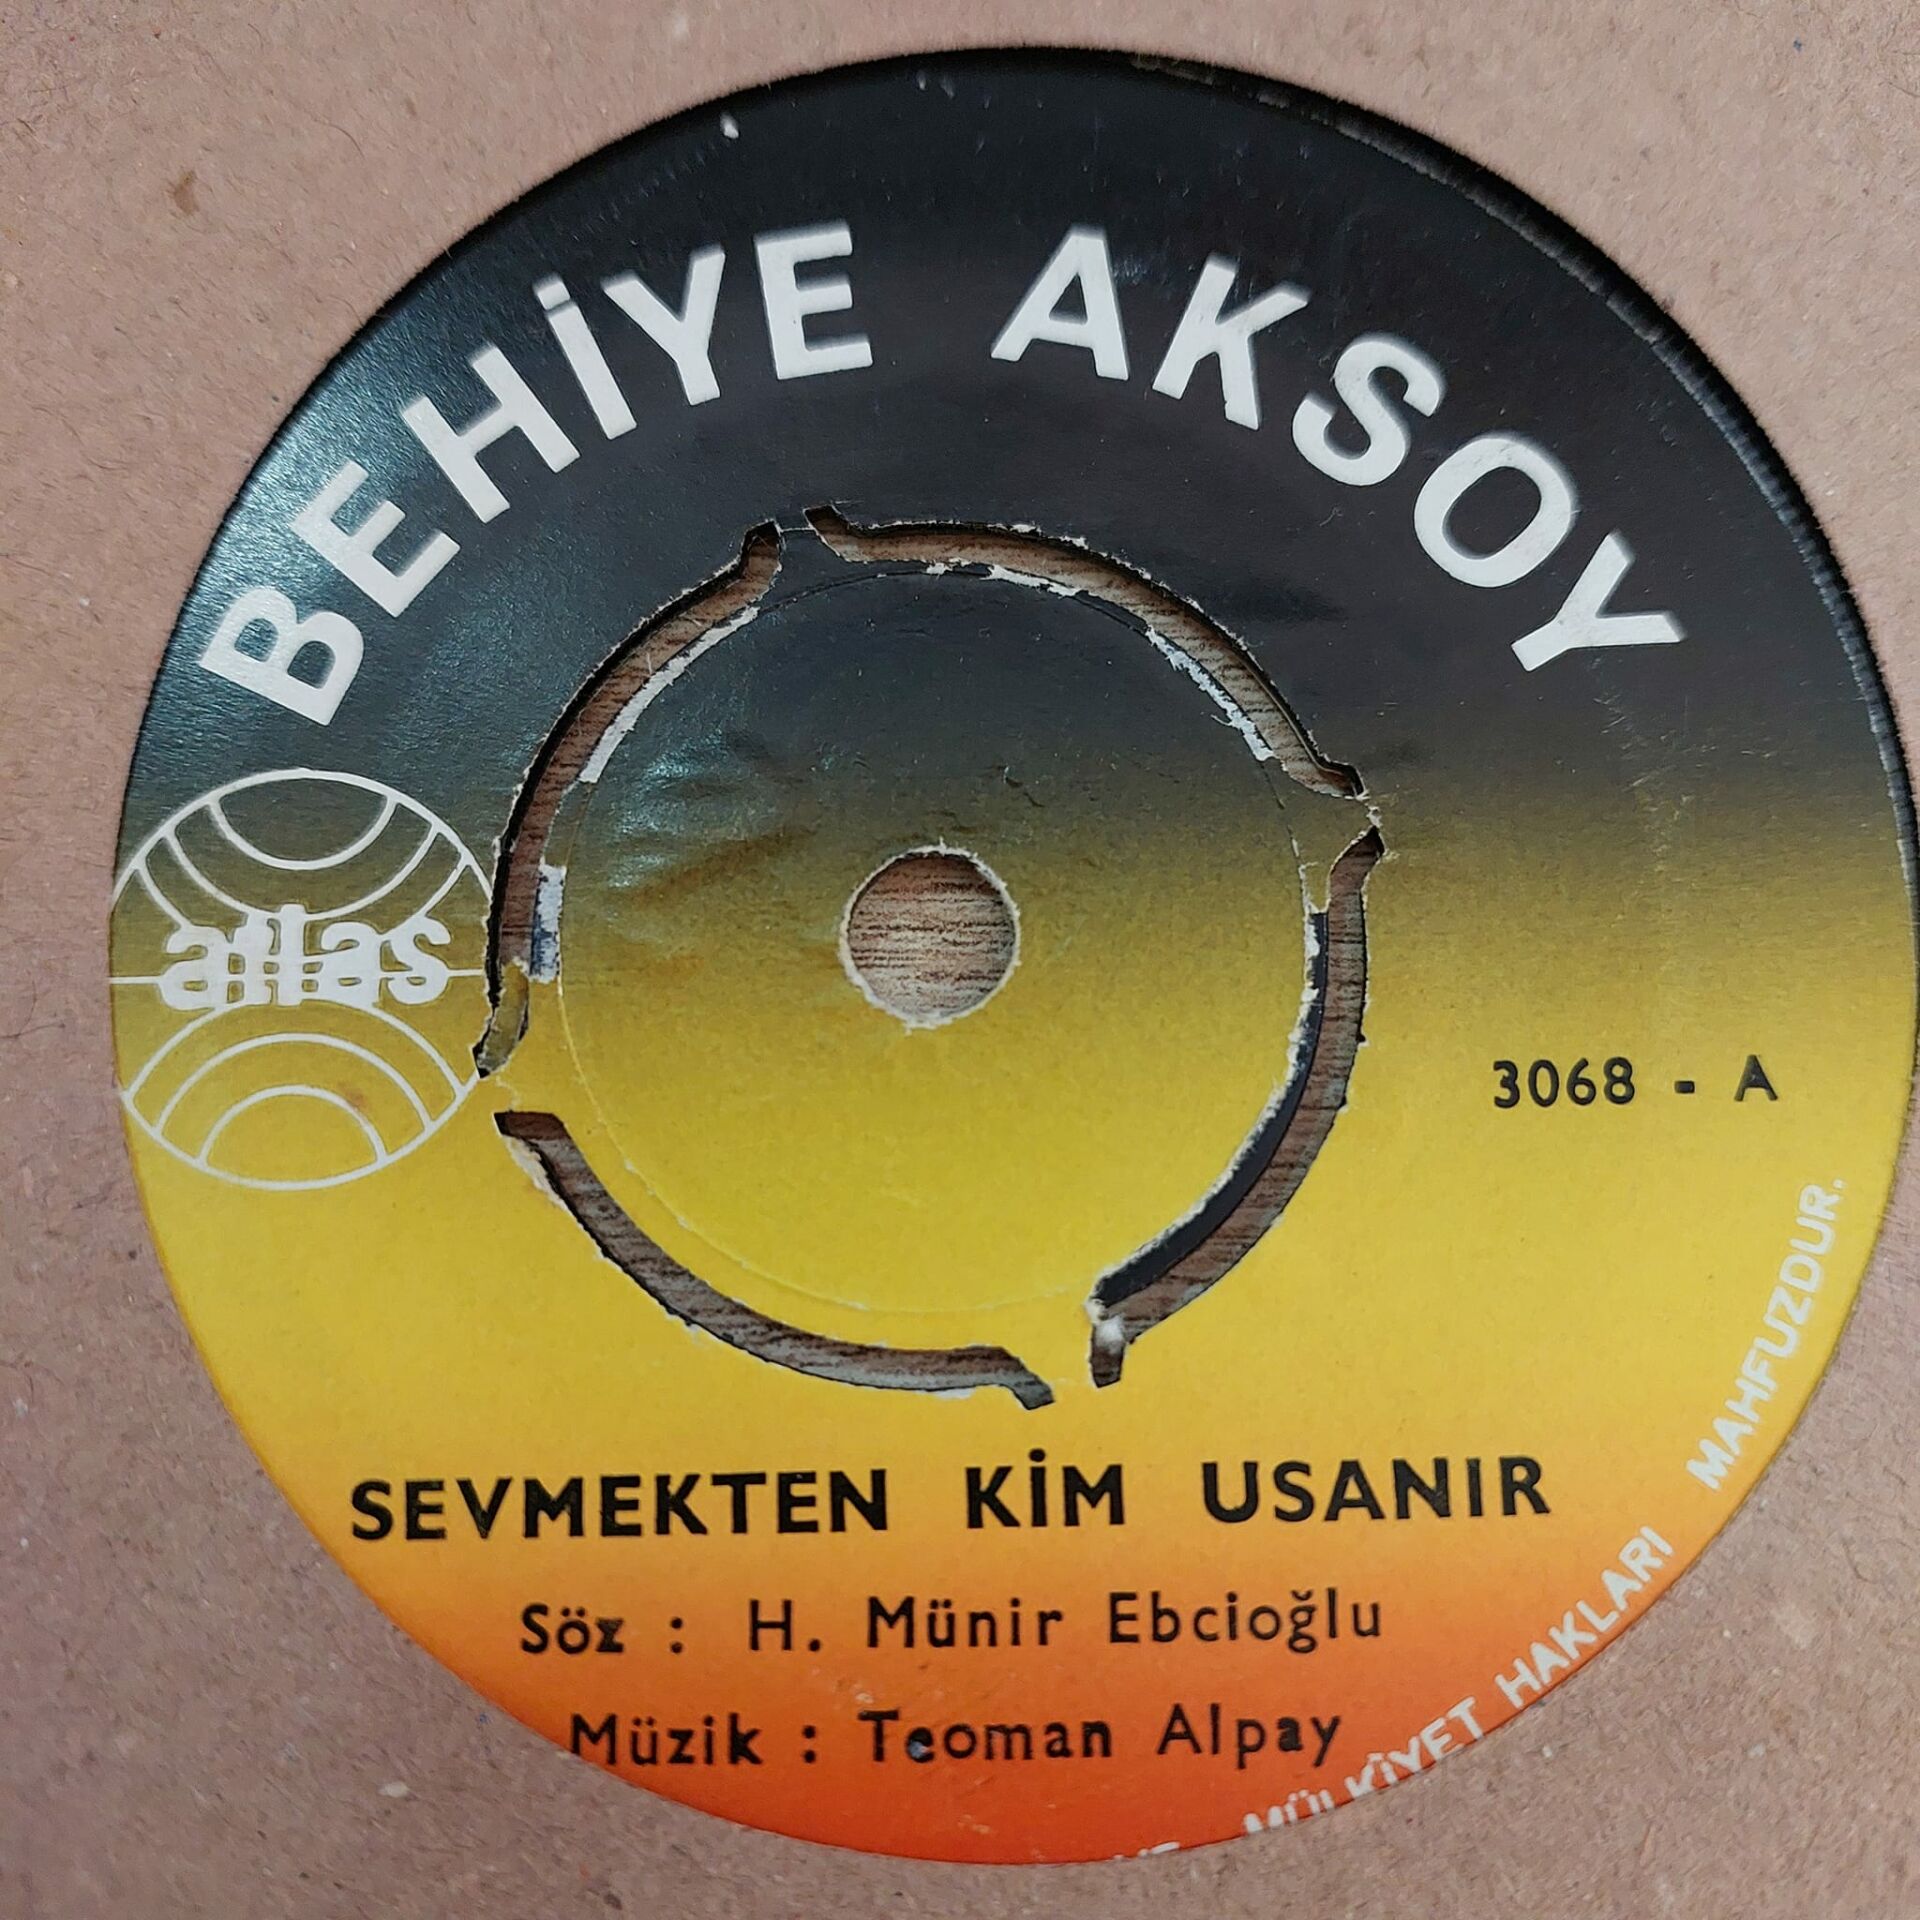 BEHİYE AKSOY
atlas
3068 - A
SEVMEKTEN KİM USANIR
Söz : H. Münir Ebcioğlu
Müzik : Teoman Alpay
MÜLKİYET HAKLARI MAHFUZDUR.